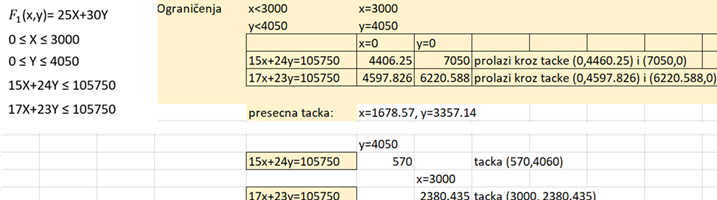 F₁(x,y)= 25X+30Y
0 ≤ X ≤ 3000
0 ≤ Y ≤ 4050
15X+24Y ≤ 105750
17X+23Y ≤ 105750
Ograničenja x<3000 x=3000
y<4050 y=4050
x=0 y=0
15x+24y=105750 4406.25 7050 prolazi kroz tacke (0,4460.25) i (7050,0)
17x+23y=105750 4597.826 6220.588 prolazi kroz tacke (0,4597.826) i (6220.588,0)
presecna tacka: x=1678.57, y=3357.14
y=4050
15x+24y=105750 570 tacka (570,4060)
x=3000
17x+23y=105750 2380.435 tacka (3000, 2380.435)